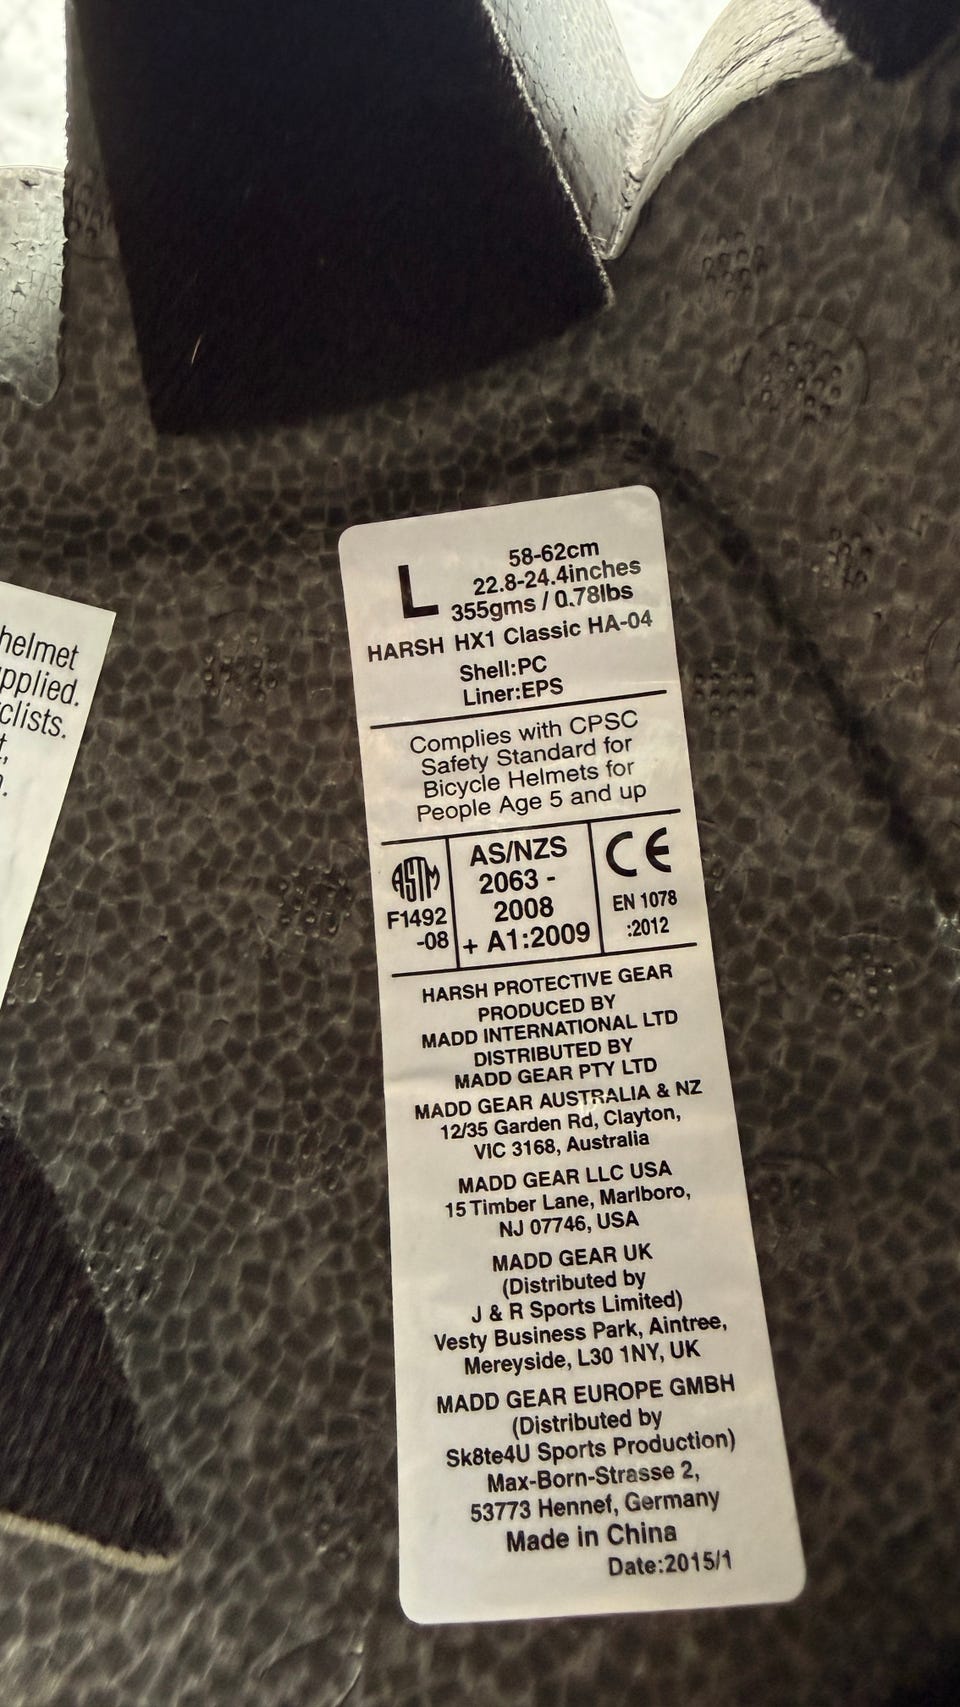 helmet
pplied.
clists.
t,
L
58-62cm
22.8-24.4inches
355gms / 0.78lbs
HARSH HX1 Classic HA-04
Shell:PC
Liner:EPS
Complies with CPSC
Safety Standard for
Bicycle Helmets for
People Age 5 and up
ASTM
F1492
-08
AS/NZS
2063 -
2008
+ A1:2009
CE
EN 1078
:2012
HARSH PROTECTIVE GEAR
PRODUCED BY
MADD INTERNATIONAL LTD
DISTRIBUTED BY
MADD GEAR PTY LTD
MADD GEAR AUSTRALIA & NZ
12/35 Garden Rd, Clayton,
VIC 3168, Australia
MADD GEAR LLC USA
15 Timber Lane, Marlboro,
NJ 07746, USA
MADD GEAR UK
(Distributed by
J & R Sports Limited)
Vesty Business Park, Aintree,
Mereyside, L30 1NY, UK
MADD GEAR EUROPE GMBH
(Distributed by
Sk8te4U Sports Production)
Max-Born-Strasse 2,
53773 Hennef, Germany
Made in China
Date:2015/1